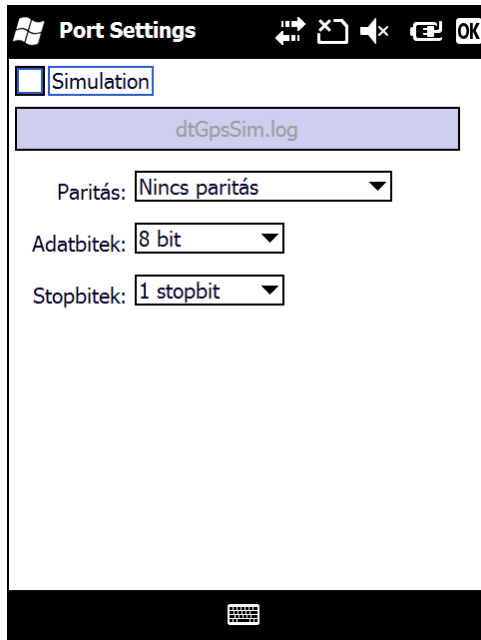 Port Settings OK
Simulation
dtGpsSim.log
Paritás: Nincs paritás
Adatbitek: 8 bit
Stopbitek: 1 stopbit